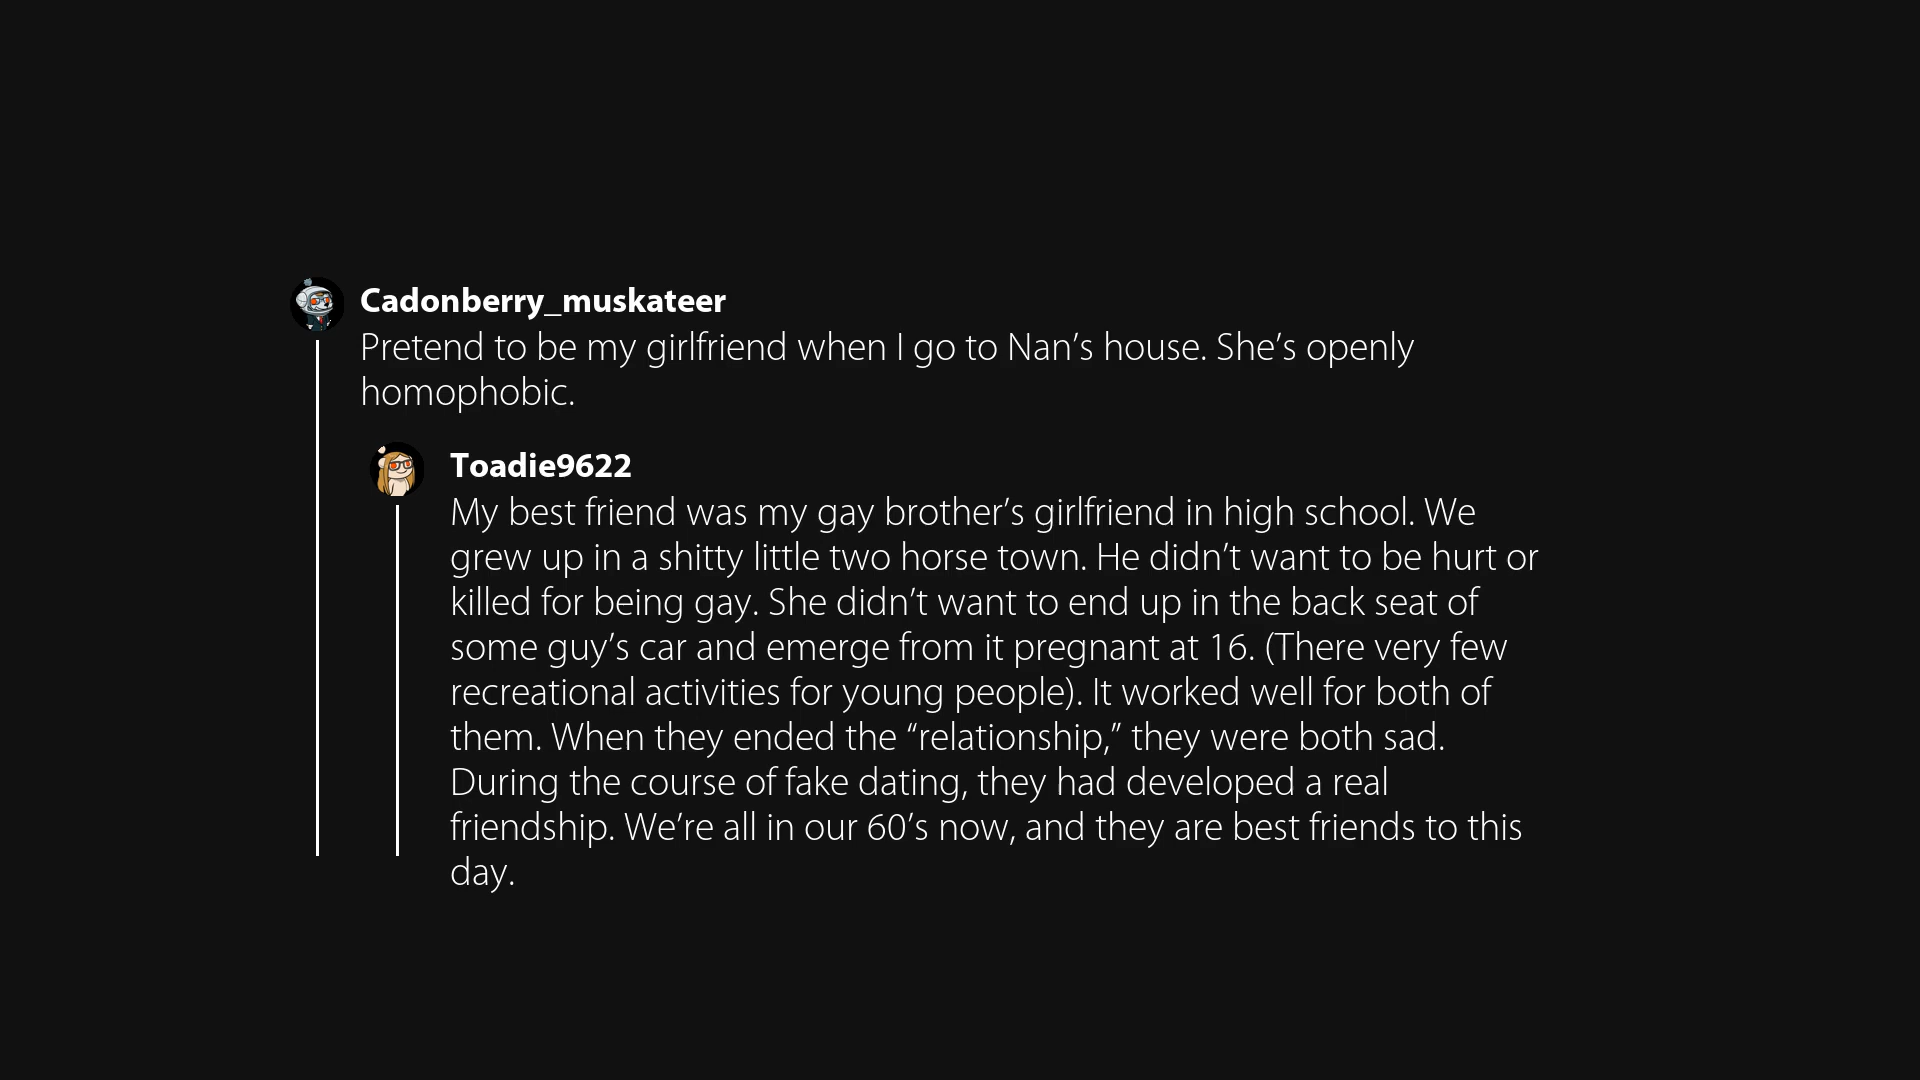 Cadonberry_muskateer
Pretend to be my girlfriend when I go to Nan’s house. She’s openly
homophobic.
Toadie9622
My best friend was my gay brother’s girlfriend in high school. We
grew up in a shitty little two horse town. He didn’t want to be hurt or
killed for being gay. She didn’t want to end up in the back seat of
some guy’s car and emerge from it pregnant at 16. (There very few
recreational activities for young people). It worked well for both of
them. When they ended the “relationship,” they were both sad.
During the course of fake dating, they had developed a real
friendship. We’re all in our 60’s now, and they are best friends to this
day.